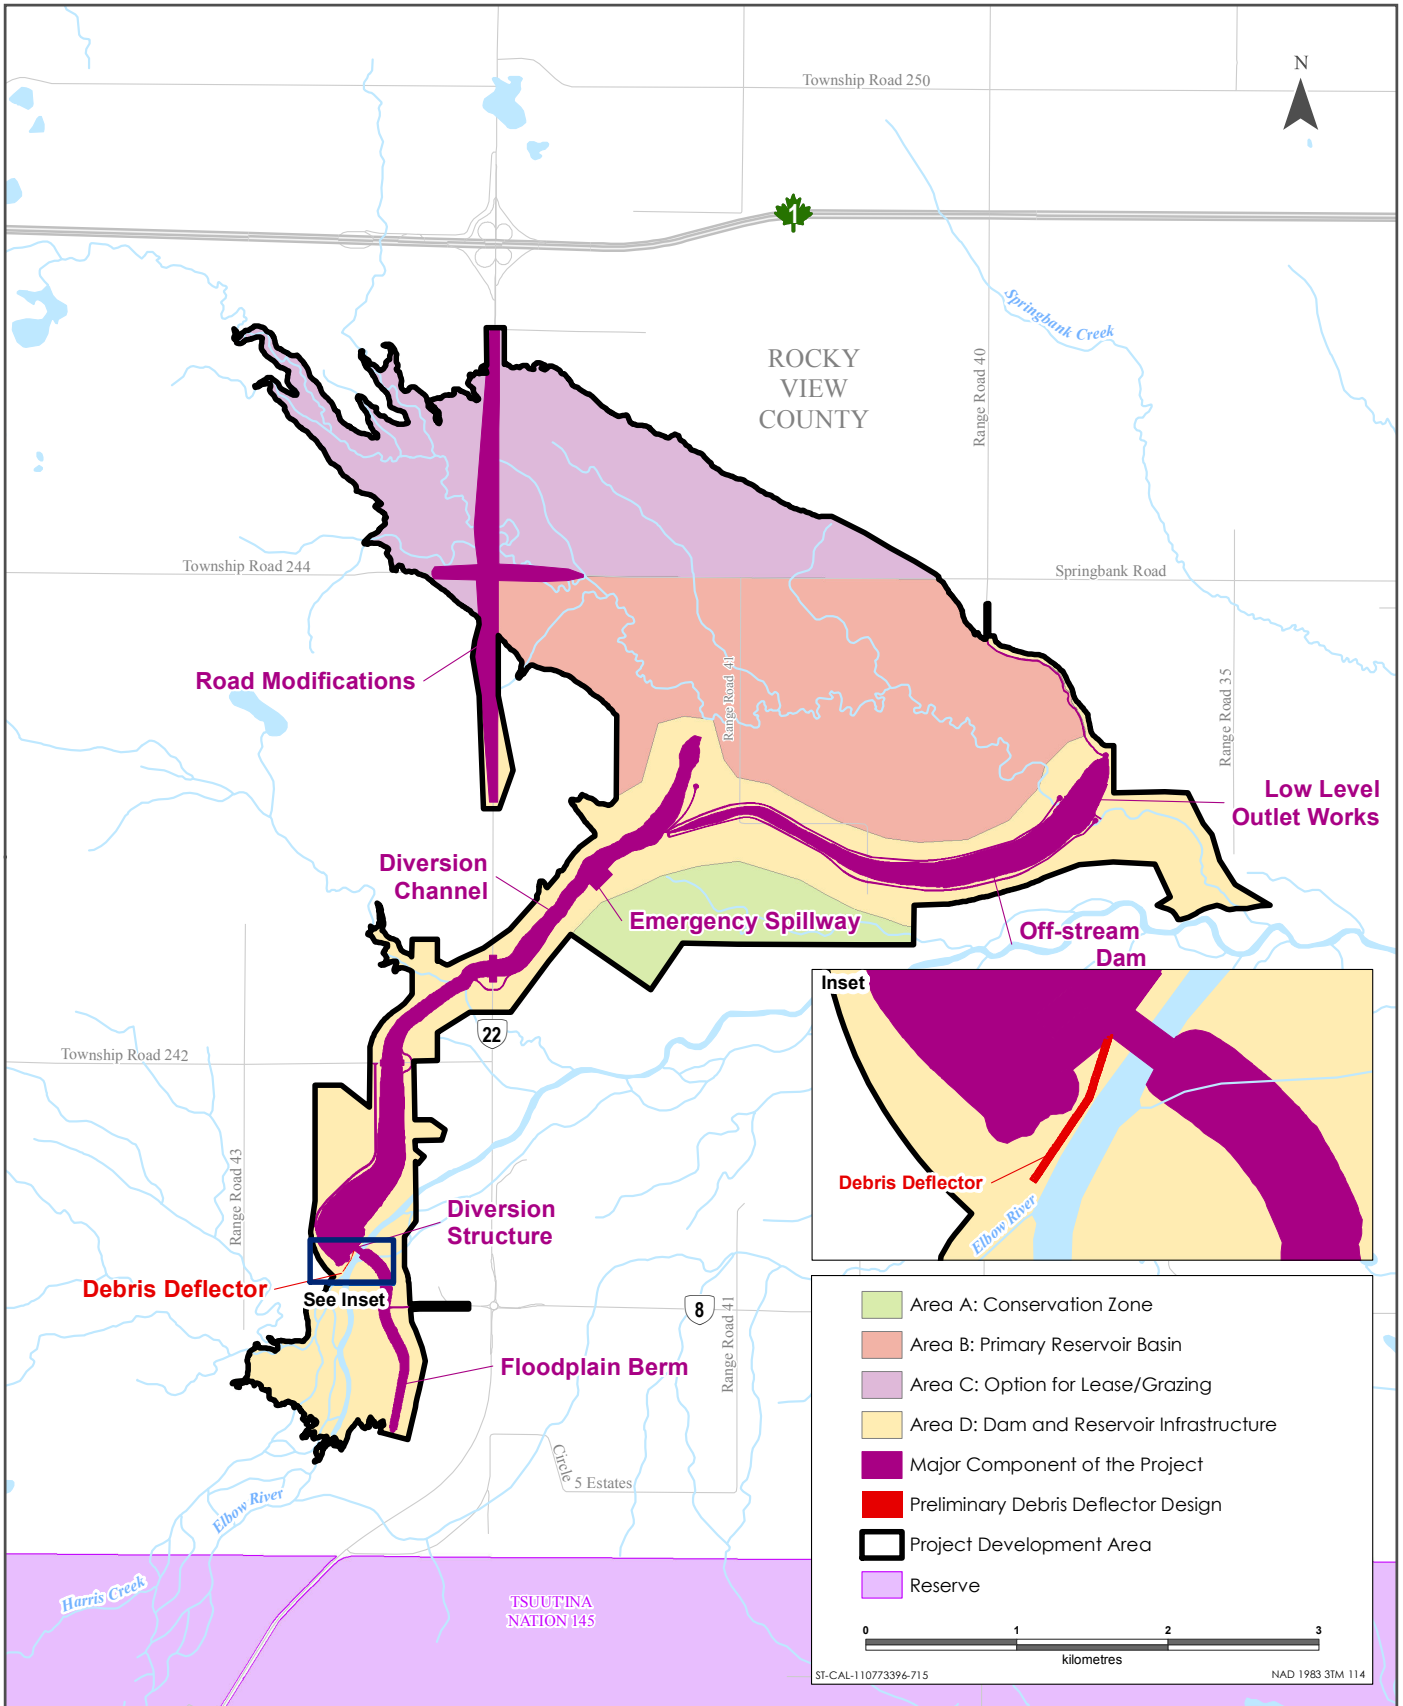 Township Road 250
N
1
Springbank Creek
ROCKY
VIEW
COUNTY
Range Road 40
Township Road 244
Springbank Road
Road Modifications
Range Road 41
Range Road 35
Low Level
Outlet Works
Diversion
Channel
Emergency Spillway
Off-stream
Dam
22
Township Road 242
Range Road 43
Diversion
Structure
Debris Deflector
See Inset
8
Range Road 41
Floodplain Berm
Circle
5 Estates
Elbow River
Harris Creek
TSUUT'INA
NATION 145
Inset
Debris Deflector
Elbow River
Area A: Conservation Zone
Area B: Primary Reservoir Basin
Area C: Option for Lease/Grazing
Area D: Dam and Reservoir Infrastructure
Major Component of the Project
Preliminary Debris Deflector Design
Project Development Area
Reserve
0 1 2 3
kilometres
ST-CAL-110773396-715 NAD 1983 3TM 114